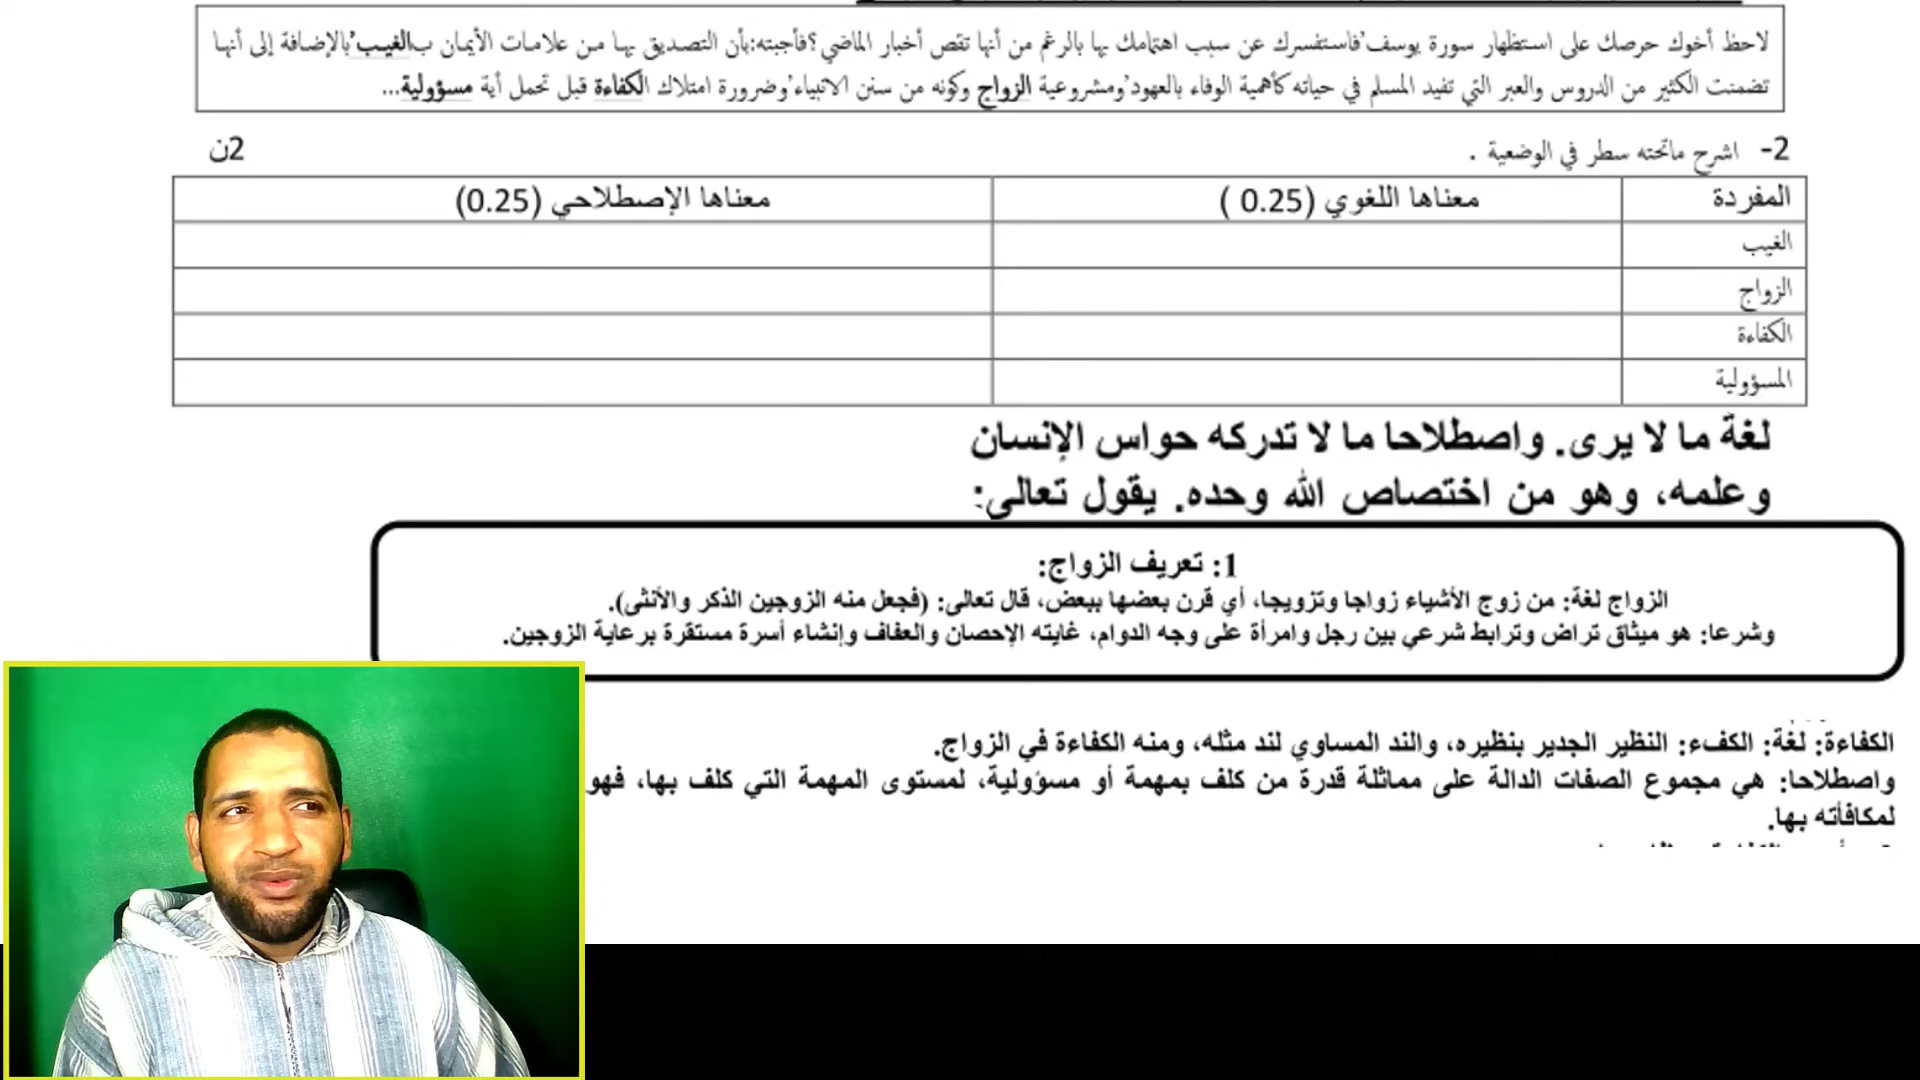 لاحظ أخوك حرصك على استظهار سورة يوسف'فاستفسرك عن سبب اهتمامك بها بالرغم من أنها تقص أخبار الماضي؟فأجبته:بأن التصديق بها من علامات الأيمان ب الغيب'بالإضافة إلى أنها
تضمنت الكثير من الدروس والعبر التي تفيد المسلم في حياته كأهمية الوفاء بالعهود'ومشروعية الزواج وكونه من سنن الانبياء'وضرورة امتلاك الكفاءة قبل تحمل أية مسؤولية...
2- اشرح ماتحته سطر في الوضعية . 2ن
المفردة معناها اللغوي (0.25 ) معناها الإصطلاحي (0.25)
الغيب
الزواج
الكفاءة
المسؤولية
لغة ما لا يرى. واصطلاحا ما لا تدركه حواس الإنسان
وعلمه، وهو من اختصاص الله وحده. يقول تعالى:
1: تعريف الزواج:
الزواج لغة: من زوج الأشياء زواجا وتزويجا، أي قرن بعضها ببعض، قال تعالى: (فجعل منه الزوجين الذكر والأنثى).
وشرعا: هو ميثاق تراض وترابط شرعي بين رجل وامرأة على وجه الدوام، غايته الإحصان والعفاف وإنشاء أسرة مستقرة برعاية الزوجين.
الكفاءة: لغة: الكفء: النظير الجدير بنظيره، والند المساوي لند مثله، ومنه الكفاءة في الزواج.
واصطلاحا: هي مجموع الصفات الدالة على مماثلة قدرة من كلف بمهمة أو مسؤولية، لمستوى المهمة التي كلف بها، فهو
لمكافأته بها.